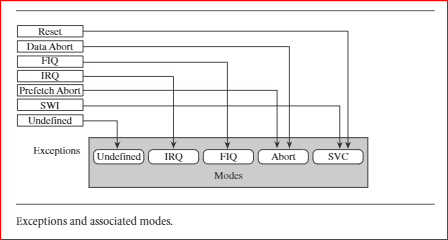 Reset
Data Abort
FIQ
IRQ
Prefetch Abort
SWI
Undefined
Exceptions
Undefined IRQ FIQ Abort SVC
Modes
Exceptions and associated modes.